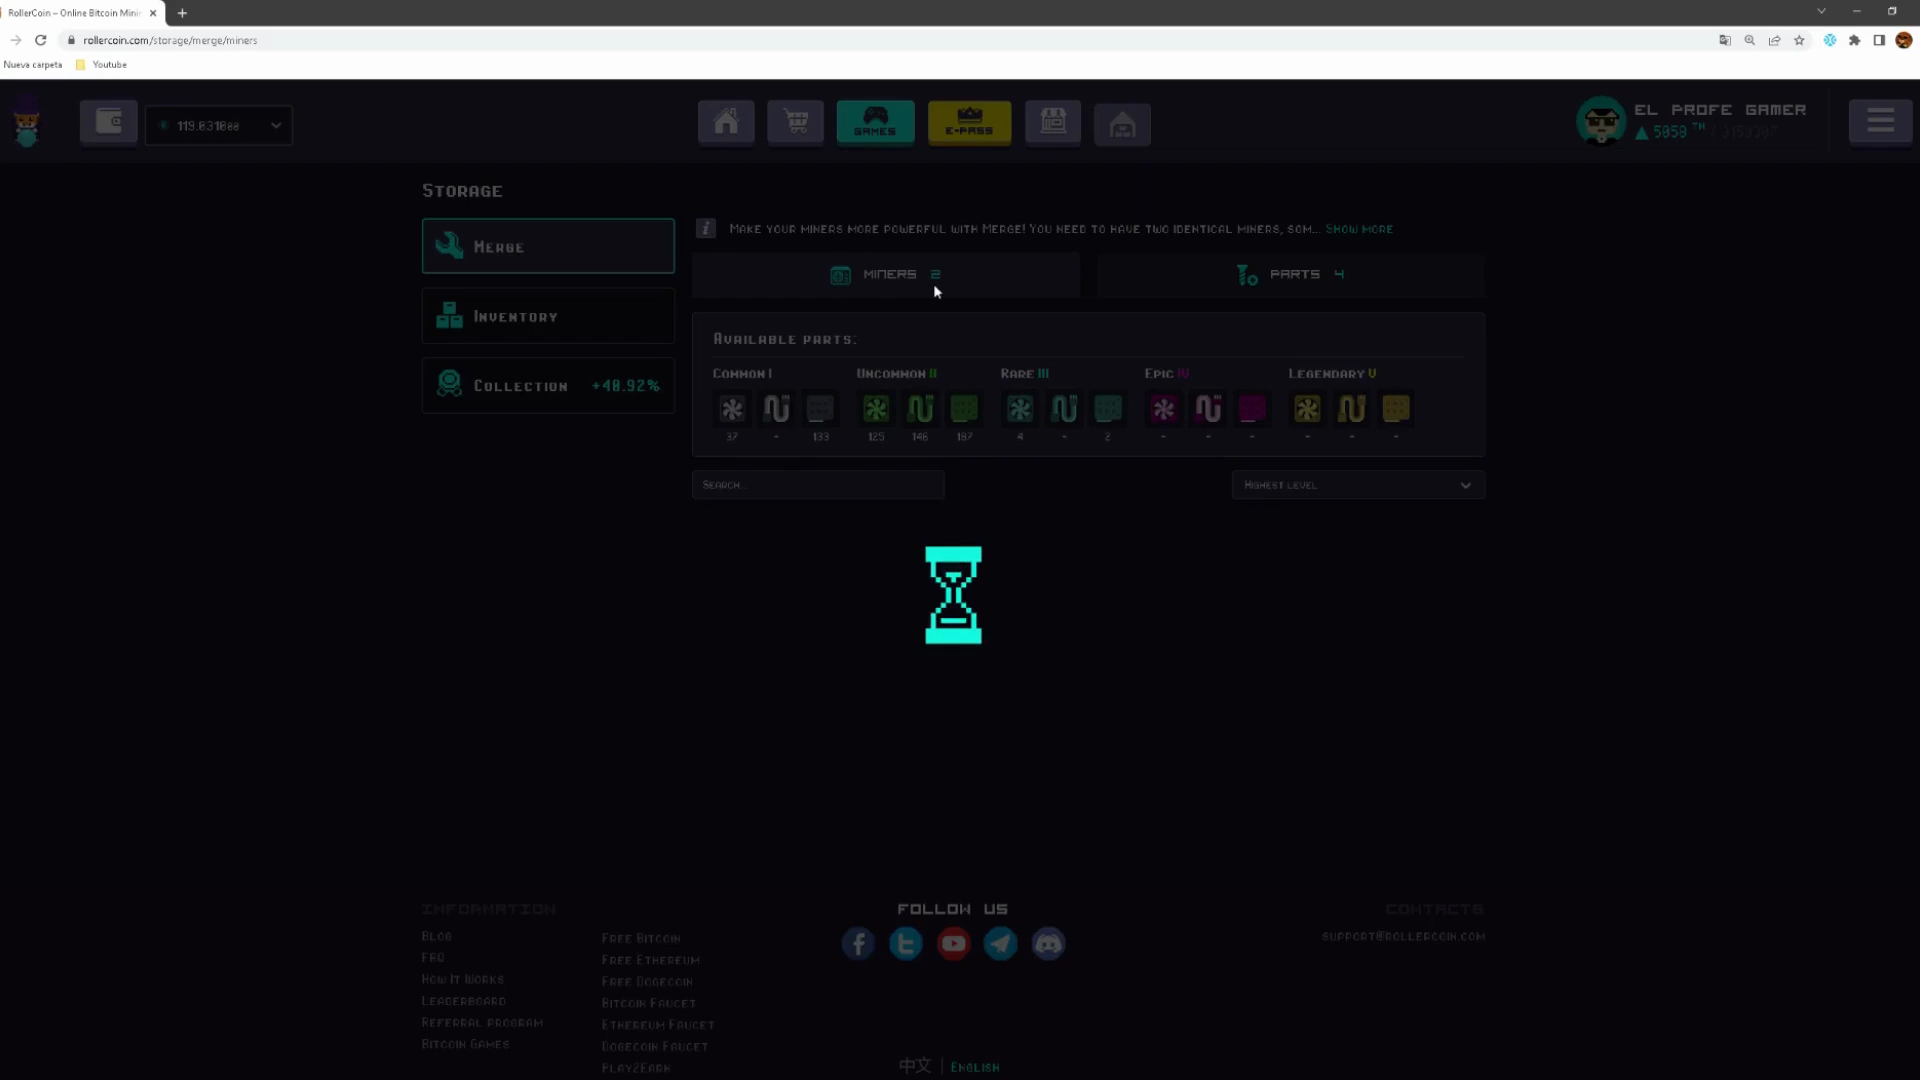 RollerCoin – Online Bitcoin Mini
rollercoin.com/storage/merge/miners
Nueva carpeta
Youtube
119.031000
GAMES
E-PASS
EL PROFE GAMER
5050 TH
STORAGE
MERGE
MAKE YOUR MINERS MORE POWERFUL WITH MERGE! YOU NEED TO HAVE TWO IDENTICAL MINERS, SOM... SHOW MORE
MINERS 2
PARTS 4
INVENTORY
COLLECTION +40.92%
AVAILABLE PARTS:
COMMON I
UNCOMMON II
RARE III
EPIC IV
LEGENDARY V
37 - 133
125 146 187
4 - 2
- - -
- - -
SEARCH...
HIGHEST LEVEL
INFORMATION
BLOG
FAQ
HOW IT WORKS
LEADERBOARD
REFERRAL PROGRAM
BITCOIN GAMES
FREE BITCOIN
FREE ETHEREUM
FREE DOGECOIN
BITCOIN FAUCET
ETHEREUM FAUCET
DOGECOIN FAUCET
PLAY2EARN
FOLLOW US
中文 | ENGLISH
CONTACTS
SUPPORT@ROLLERCOIN.COM